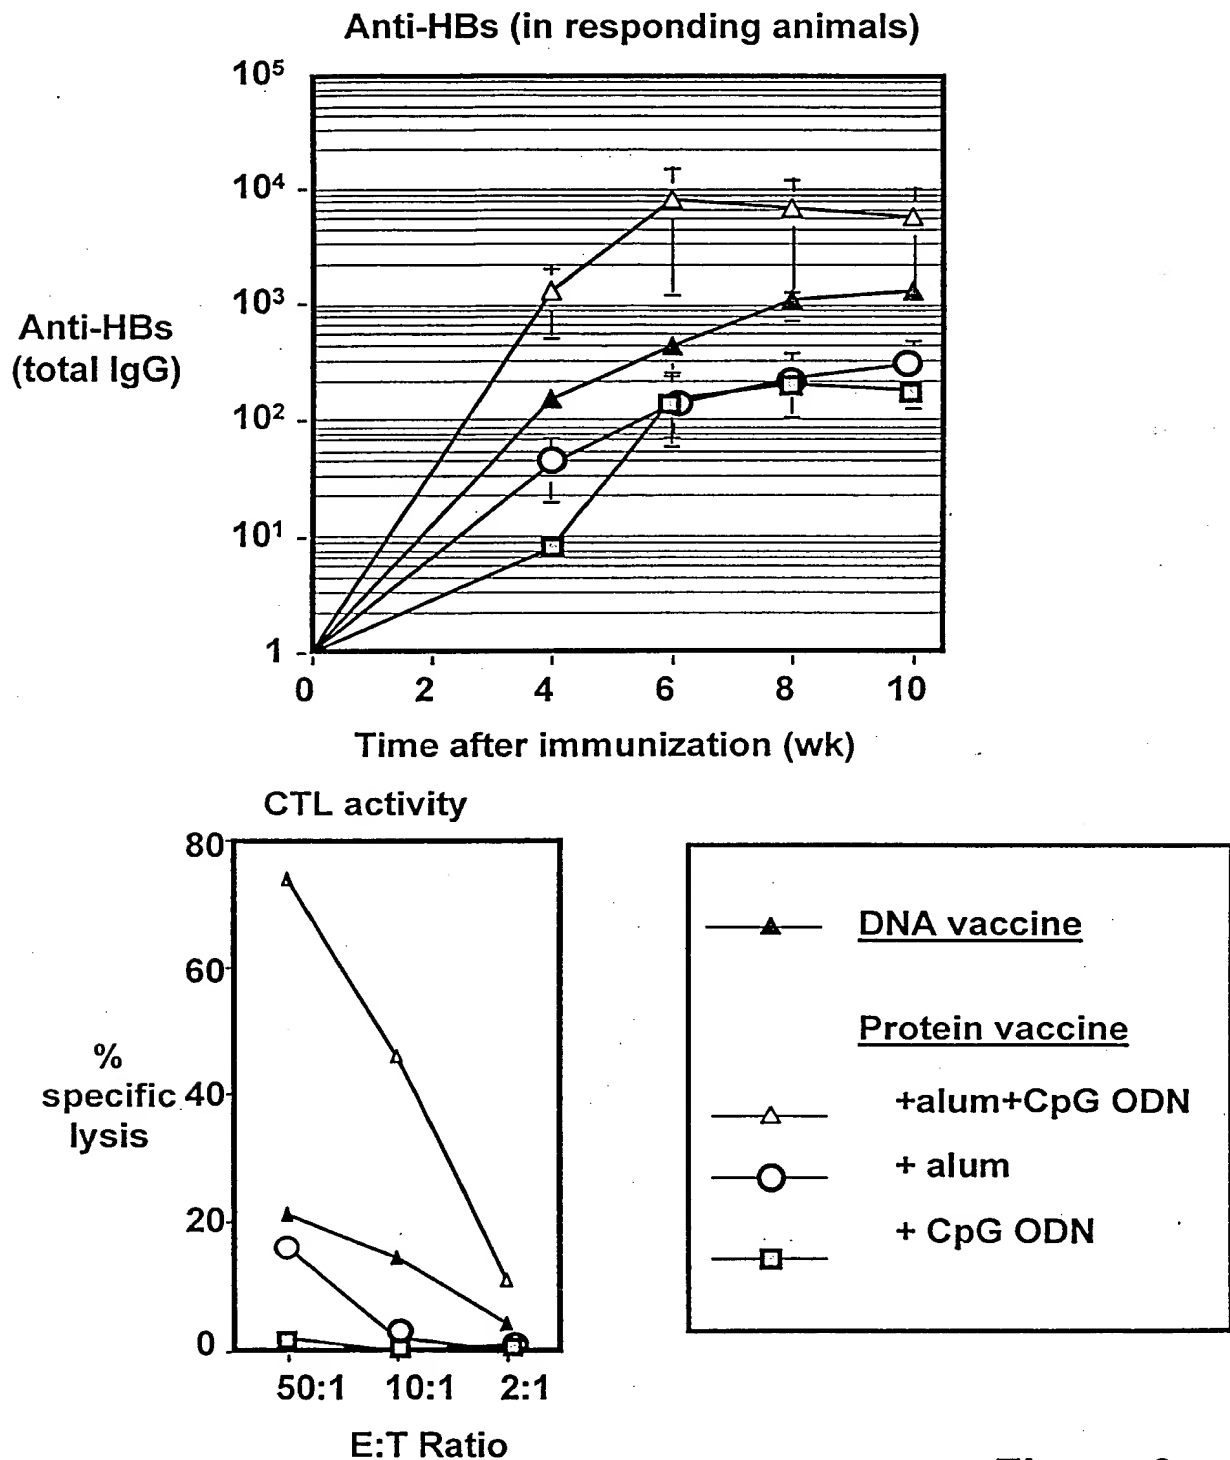 Anti-HBs (in responding animals)
10⁵
10⁴
10³
10²
10¹
1
Anti-HBs
(total IgG)
0 2 4 6 8 10
Time after immunization (wk)
CTL activity
80
60
40
20
0
%
specific
lysis
50:1 10:1 2:1
E:T Ratio
DNA vaccine
Protein vaccine
+alum+CpG ODN
+ alum
+ CpG ODN